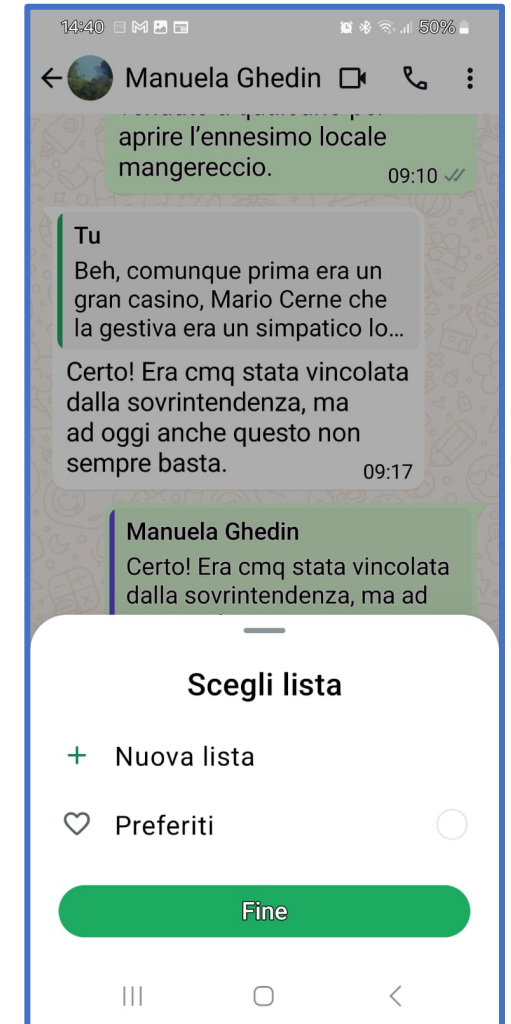 14:40 50%
Manuela Ghedin
aprire l’ennesimo locale
mangereccio. 09:10
Tu
Beh, comunque prima era un
gran casino, Mario Cerne che
la gestiva era un simpatico lo...
Certo! Era cmq stata vincolata
dalla sovrintendenza, ma
ad oggi anche questo non
sempre basta. 09:17
Manuela Ghedin
Certo! Era cmq stata vincolata
dalla sovrintendenza, ma ad
Scegli lista
Nuova lista
Preferiti
Fine